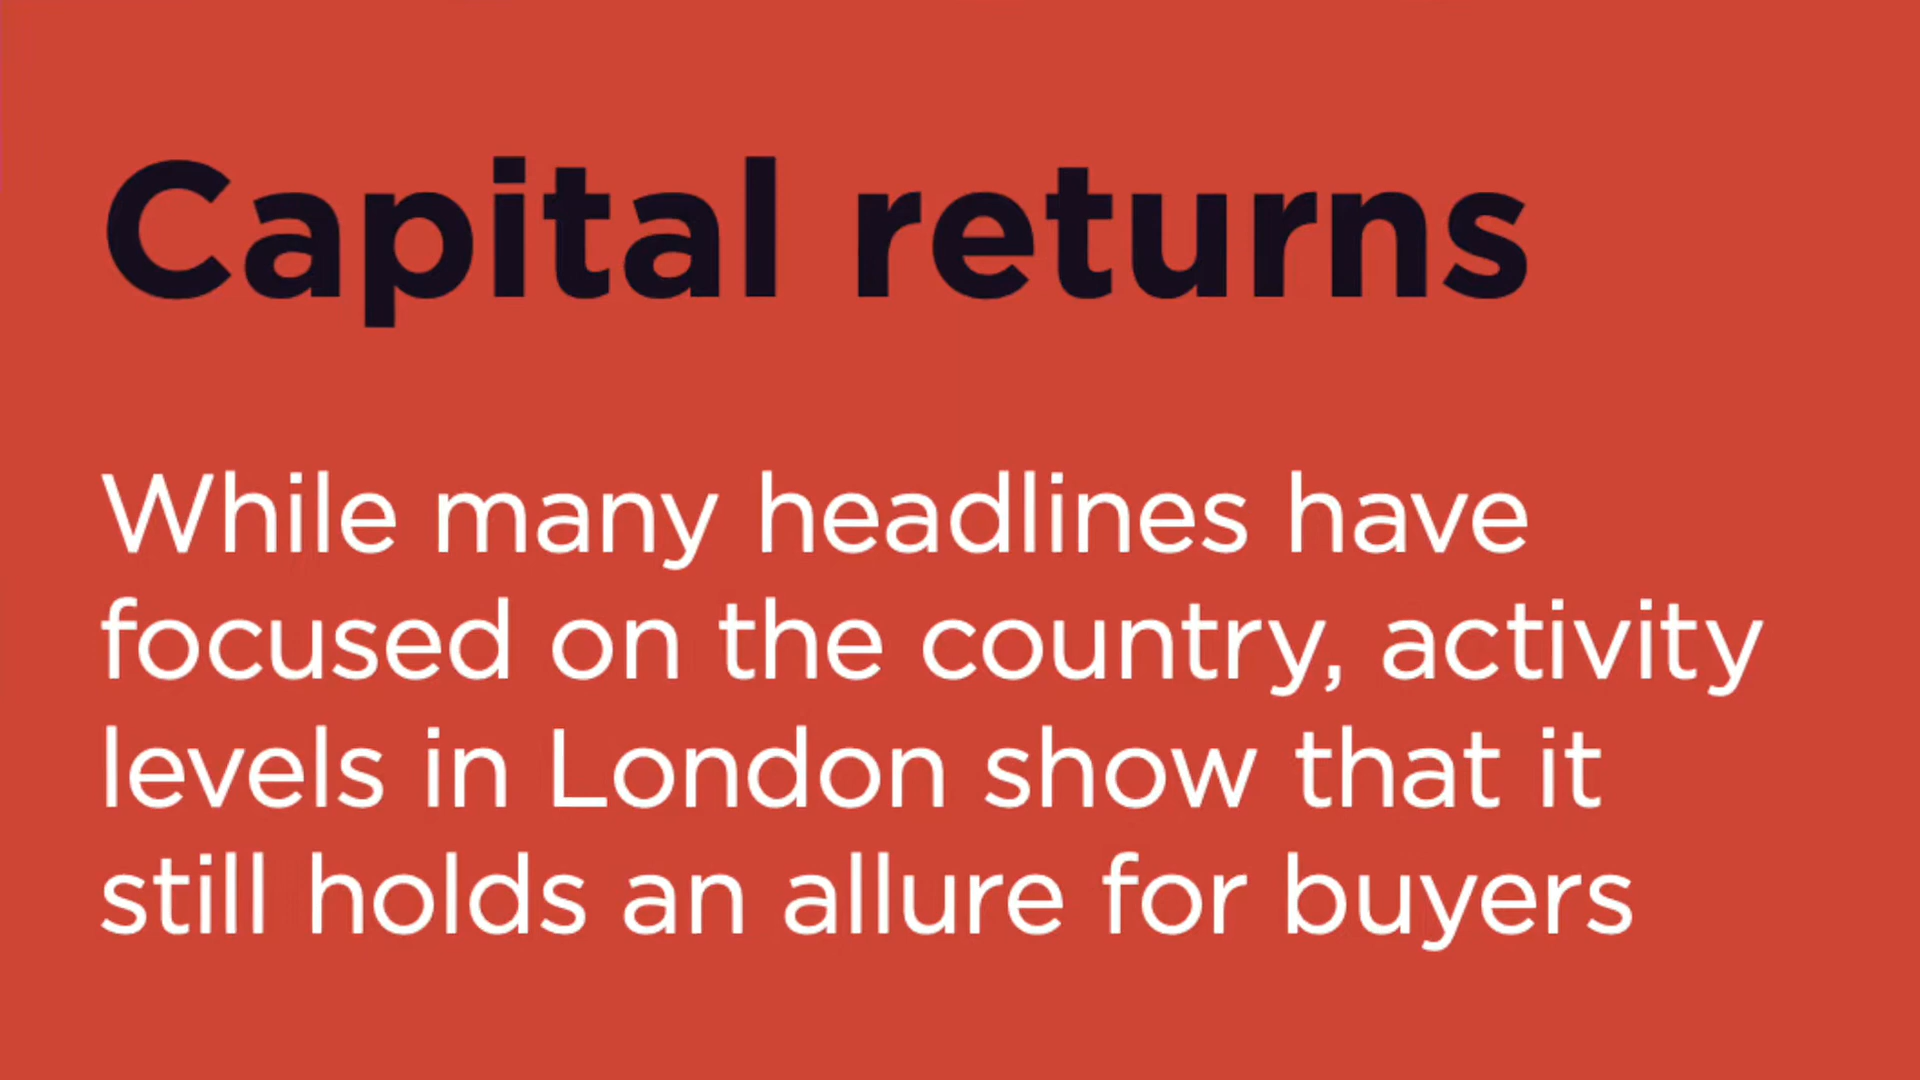 Capital returns
While many headlines have
focused on the country, activity
levels in London show that it
still holds an allure for buyers